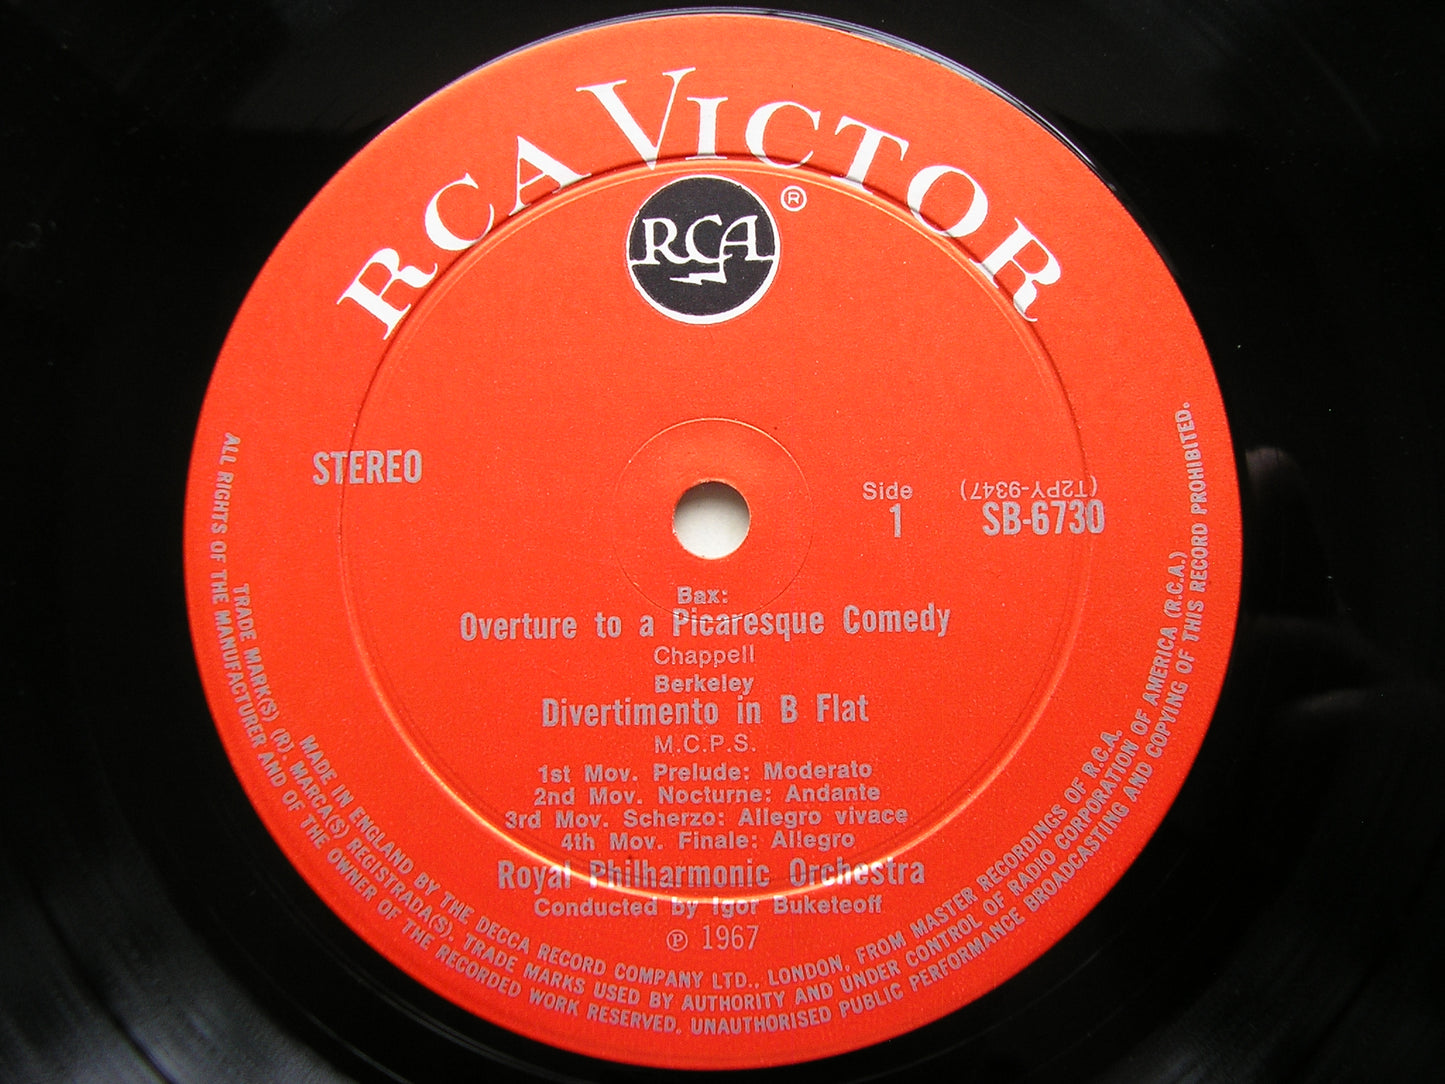 RCA VICTOR
RCA ®
STEREO
Side
1
(T2PY-9347)
SB-6730
Bax:
Overture to a Picaresque Comedy
Chappell
Berkeley
Divertimento in B Flat
M.C.P.S.
1st Mov. Prelude: Moderato
2nd Mov. Nocturne: Andante
3rd Mov. Scherzo: Allegro vivace
4th Mov. Finale: Allegro
Royal Philharmonic Orchestra
Conducted by Igor Buketeoff
℗ 1967
MADE IN ENGLAND BY THE DECCA RECORD COMPANY LTD., LONDON, FROM MASTER RECORDINGS OF R.C.A.
TRADE MARK(S) (R). MARCA(S) REGISTRADA(S). TRADE MARKS USED BY AUTHORITY AND UNDER CONTROL OF RADIO CORPORATION OF AMERICA (R.C.A.)
ALL RIGHTS OF THE MANUFACTURER AND OF THE OWNER OF THE RECORDED WORK RESERVED. UNAUTHORISED PUBLIC PERFORMANCE BROADCASTING AND COPYING OF THIS RECORD PROHIBITED.